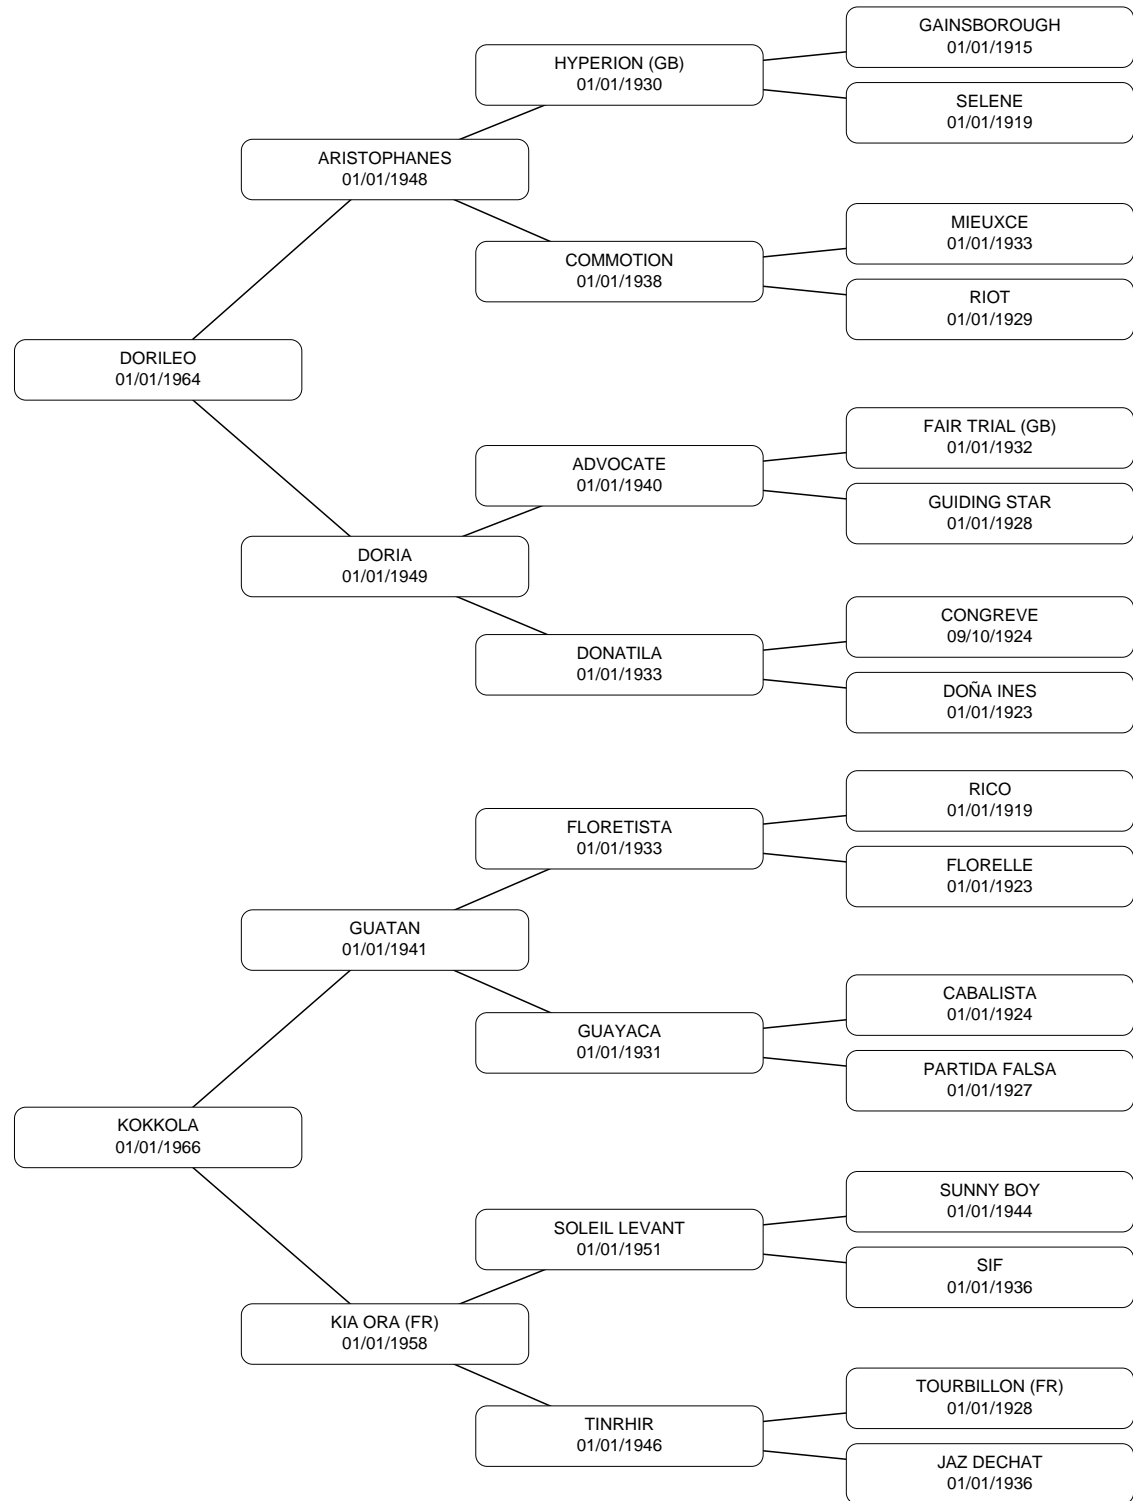 GAINSBOROUGH
01/01/1915
HYPERION (GB)
01/01/1930
SELENE
01/01/1919
ARISTOPHANES
01/01/1948
MIEUXCE
01/01/1933
COMMOTION
01/01/1938
RIOT
01/01/1929
DORILEO
01/01/1964
FAIR TRIAL (GB)
01/01/1932
ADVOCATE
01/01/1940
GUIDING STAR
01/01/1928
DORIA
01/01/1949
CONGREVE
09/10/1924
DONATILA
01/01/1933
DOÑA INES
01/01/1923
RICO
01/01/1919
FLORETISTA
01/01/1933
FLORELLE
01/01/1923
GUATAN
01/01/1941
CABALISTA
01/01/1924
GUAYACA
01/01/1931
PARTIDA FALSA
01/01/1927
KOKKOLA
01/01/1966
SUNNY BOY
01/01/1944
SOLEIL LEVANT
01/01/1951
SIF
01/01/1936
KIA ORA (FR)
01/01/1958
TOURBILLON (FR)
01/01/1928
TINRHIR
01/01/1946
JAZ DECHAT
01/01/1936